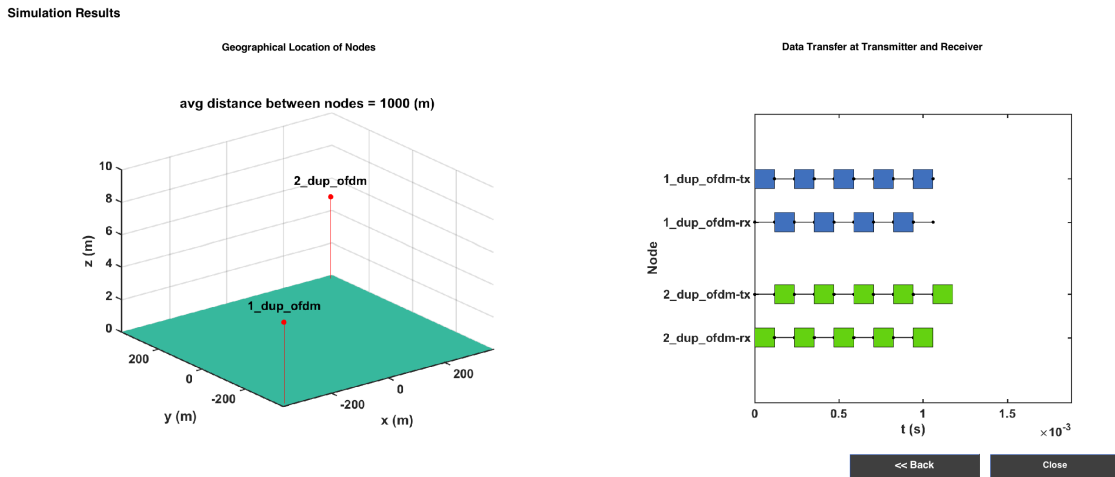 Simulation Results
Geographical Location of Nodes
Data Transfer at Transmitter and Receiver
avg distance between nodes = 1000 (m)
10
8
6
4
2
0
z (m)
2_dup_ofdm
1_dup_ofdm
200
0
-200
y (m)
-200
0
200
x (m)
1_dup_ofdm-tx
1_dup_ofdm-rx
2_dup_ofdm-tx
2_dup_ofdm-rx
Node
0
0.5
1
1.5
t (s)
×10⁻³
<< Back
Close